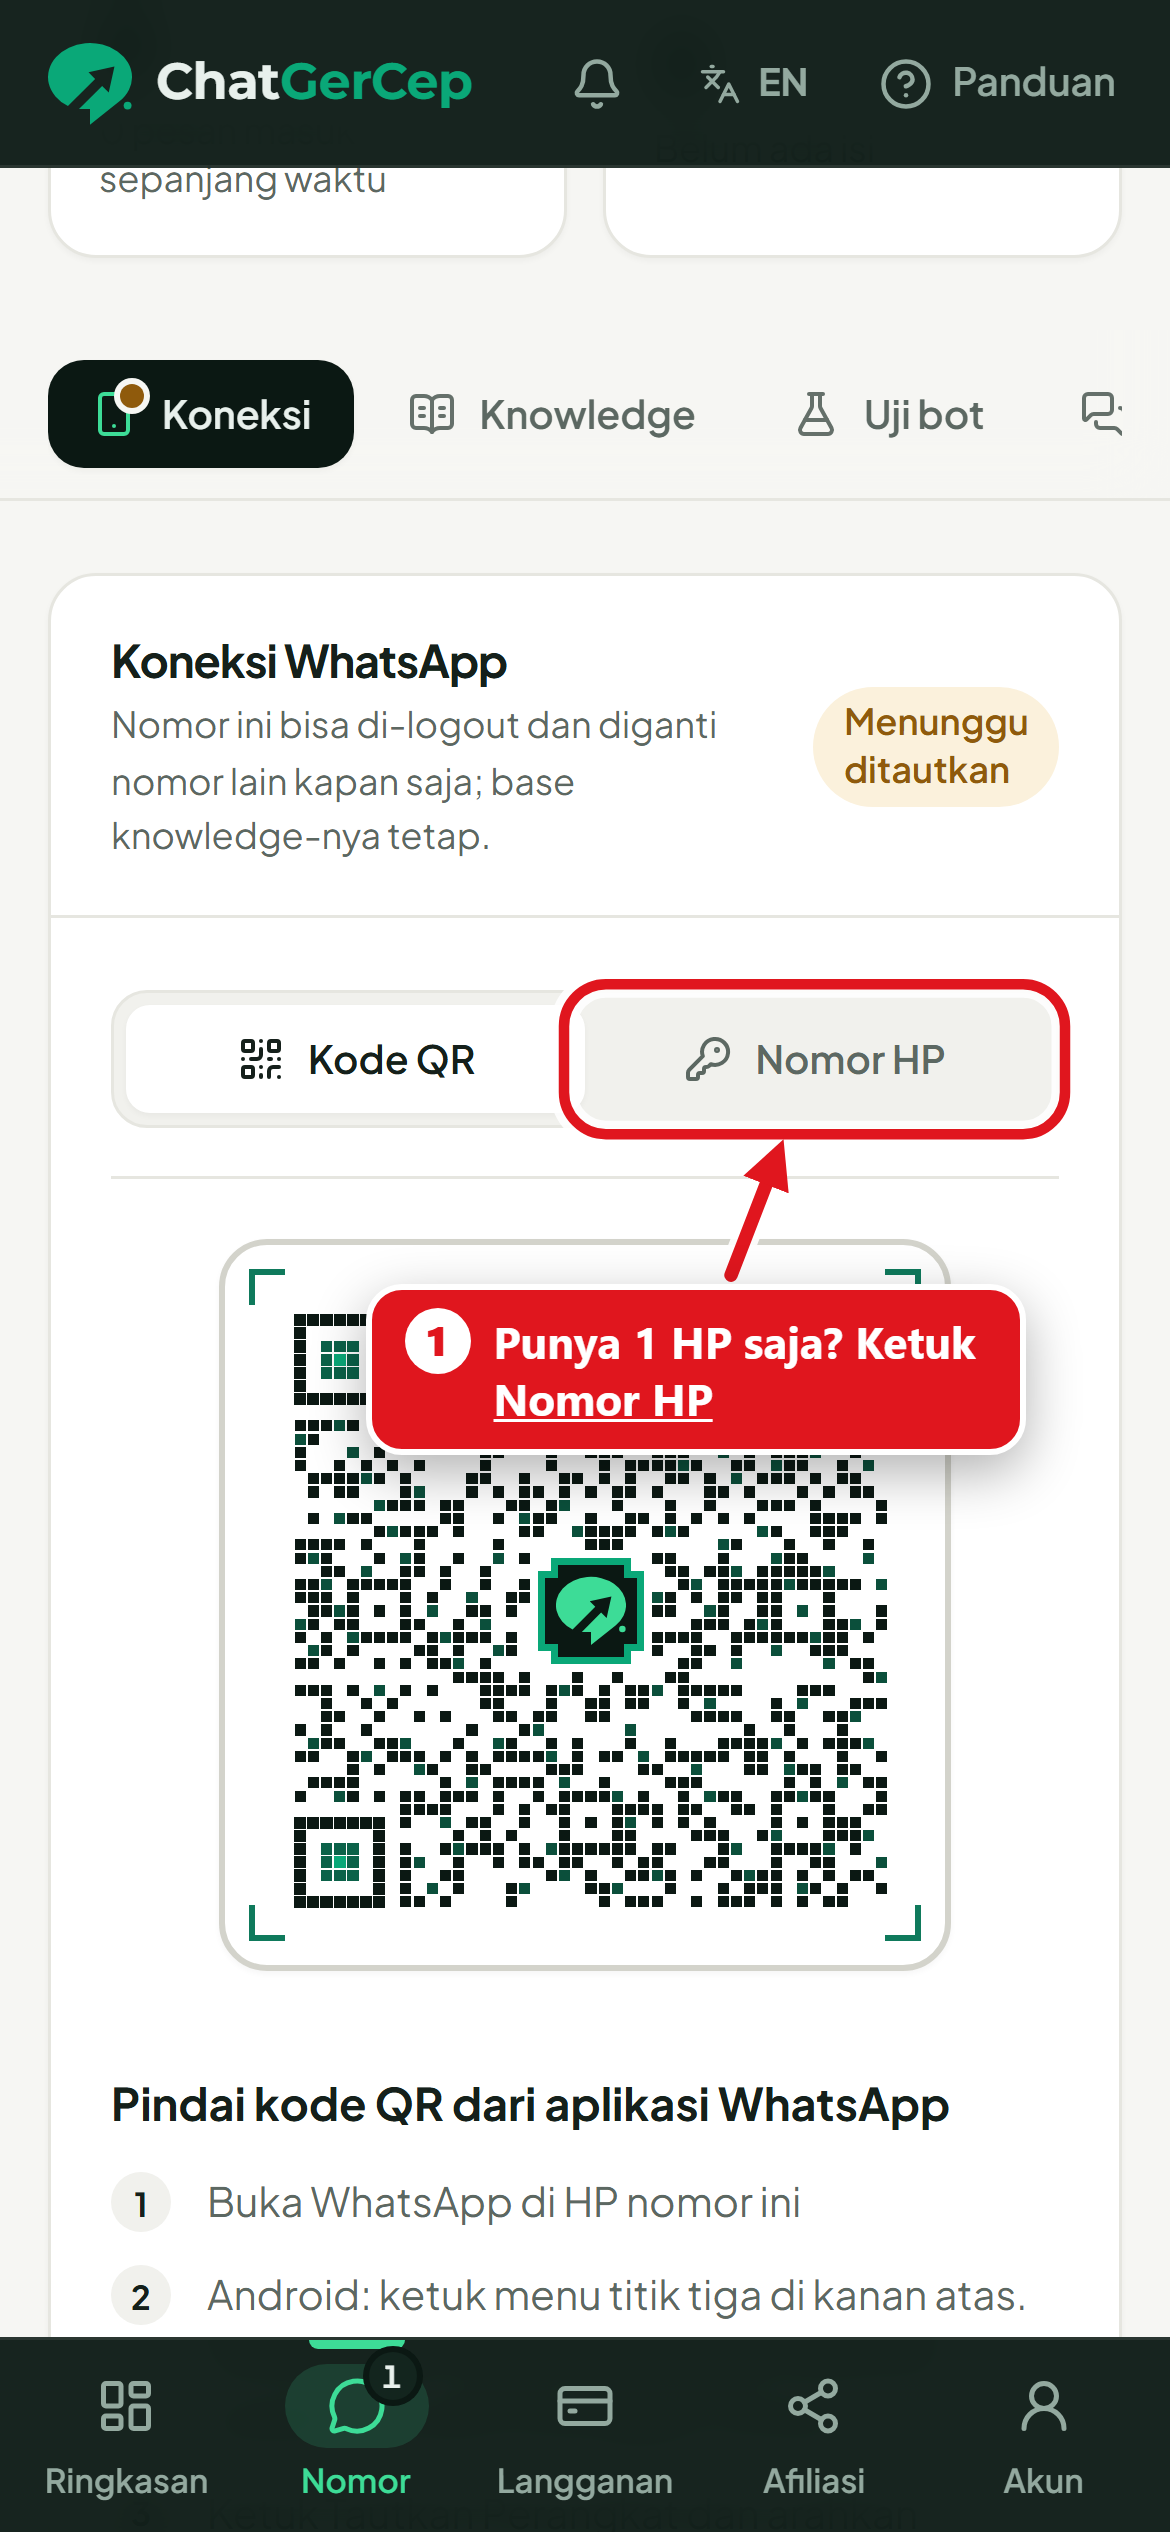 ChatGerCep
EN
Panduan
sepanjang waktu
Koneksi
Knowledge
Uji bot
Koneksi WhatsApp
Nomor ini bisa di-logout dan diganti
nomor lain kapan saja; base
knowledge-nya tetap.
Menunggu
ditautkan
Kode QR
Nomor HP
1 Punya 1 HP saja? Ketuk
Nomor HP
Pindai kode QR dari aplikasi WhatsApp
1 Buka WhatsApp di HP nomor ini
2 Android: ketuk menu titik tiga di kanan atas.
1
Ringkasan
Nomor
Langganan
Afiliasi
Akun